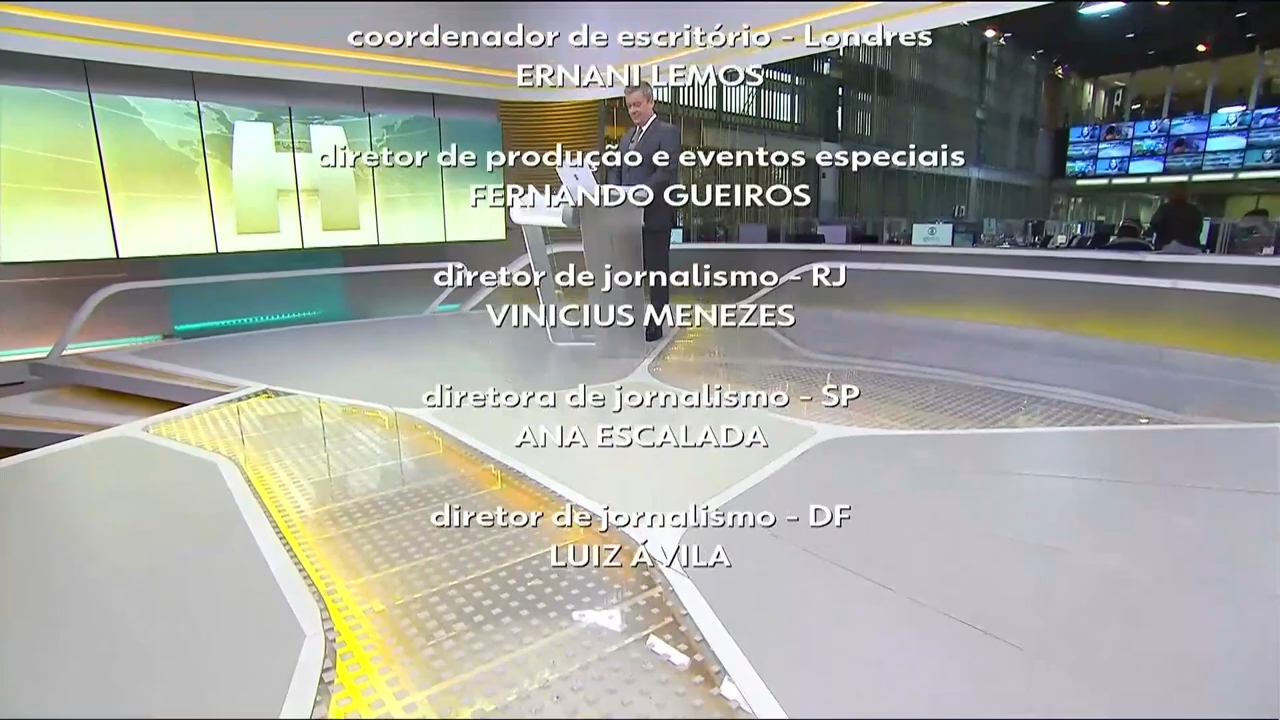 coordenador de escritório - Londres
ERNANI LEMOS
diretor de produção e eventos especiais
FERNANDO GUEIROS
diretor de jornalismo - RJ
VINICIUS MENEZES
diretora de jornalismo - SP
ANA ESCALADA
diretor de jornalismo - DF
LUIZ ÁVILA
H